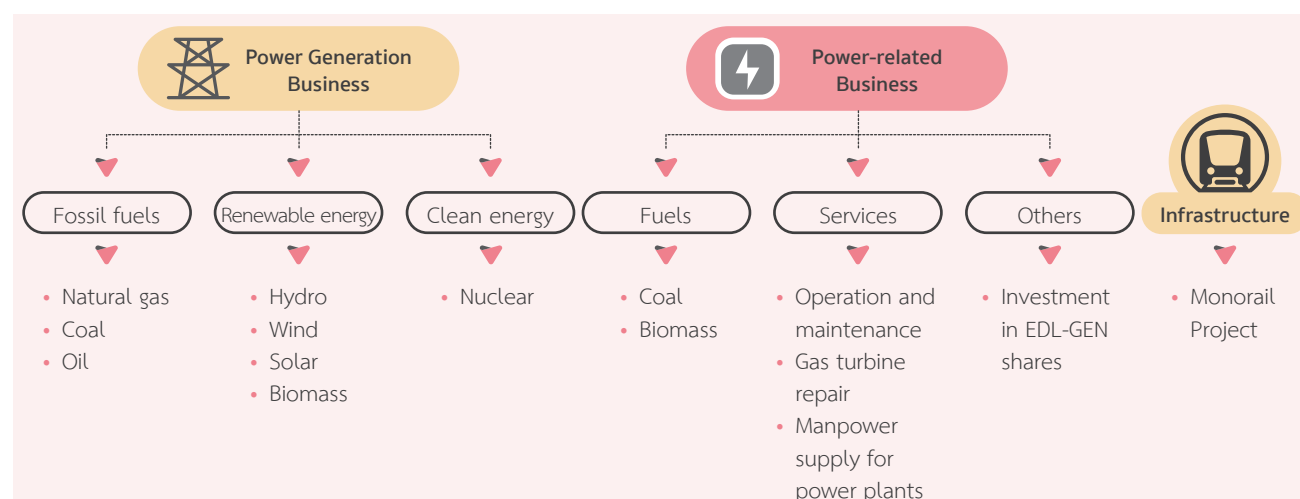 Power Generation
Business
Power-related
Business
Fossil fuels
Renewable energy
Clean energy
Fuels
Services
Others
Infrastructure
• Natural gas
• Coal
• Oil
• Hydro
• Wind
• Solar
• Biomass
• Nuclear
• Coal
• Biomass
• Operation and
maintenance
• Gas turbine
repair
• Manpower
supply for
power plants
• Investment
in EDL-GEN
shares
• Monorail
Project